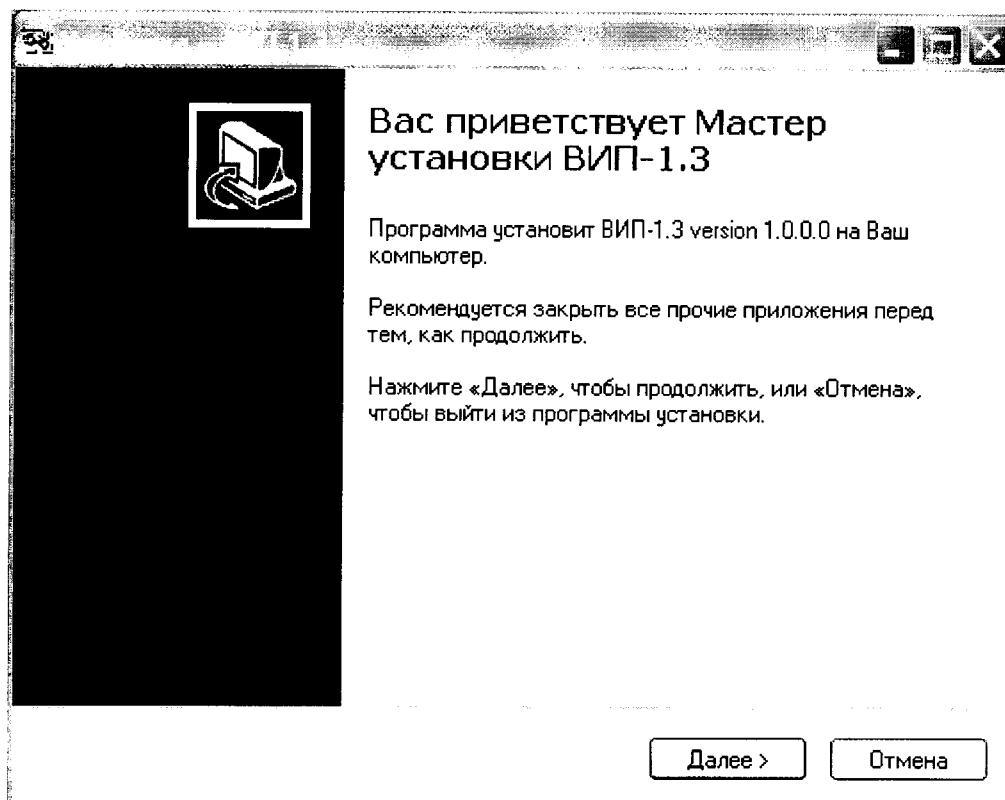 Вас приветствует Мастер
установки ВИП-1.3
Программа установит ВИП-1.3 version 1.0.0.0 на Ваш
компьютер.
Рекомендуется закрыть все прочие приложения перед
тем, как продолжить.
Нажмите «Далее», чтобы продолжить, или «Отмена»,
чтобы выйти из программы установки.
Далее >
Отмена